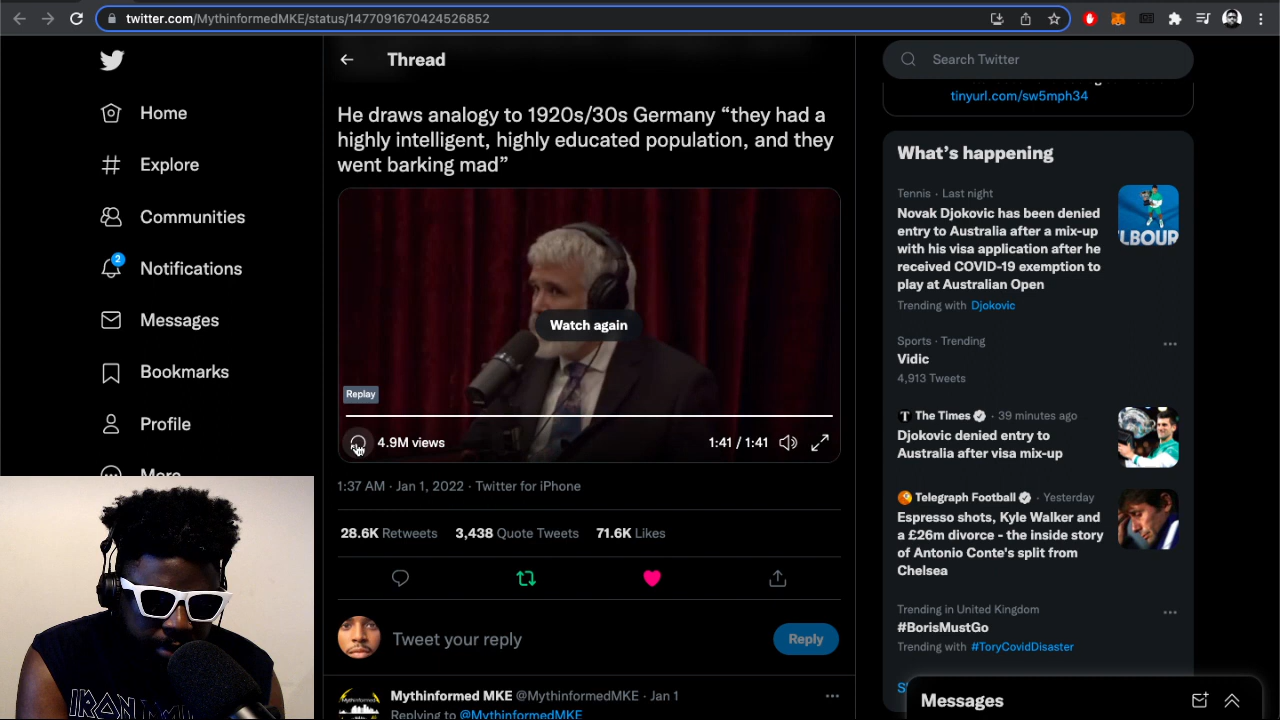 twitter.com/MythinformedMKE/status/1477091670424526852
Home
Explore
Communities
2
Notifications
Messages
Bookmarks
Profile
More
Thread
He draws analogy to 1920s/30s Germany “they had a
highly intelligent, highly educated population, and they
went barking mad”
Watch again
Replay
4.9M views
1:41 / 1:41
1:37 AM · Jan 1, 2022 · Twitter for iPhone
28.6K Retweets 3,438 Quote Tweets 71.6K Likes
Tweet your reply
Reply
Mythinformed MKE @MythinformedMKE · Jan 1
Replying to @MythinformedMKE
Search Twitter
tinyurl.com/sw5mph34
What’s happening
Tennis · Last night
Novak Djokovic has been denied
entry to Australia after a mix-up
with his visa application after he
received COVID-19 exemption to
play at Australian Open
Trending with Djokovic
LBOUR
Sports · Trending
Vidic
4,913 Tweets
The Times · 39 minutes ago
Djokovic denied entry to
Australia after visa mix-up
Telegraph Football · Yesterday
Espresso shots, Kyle Walker and
a £26m divorce - the inside story
of Antonio Conte's split from
Chelsea
Trending in United Kingdom
#BorisMustGo
Trending with #ToryCovidDisaster
Messages